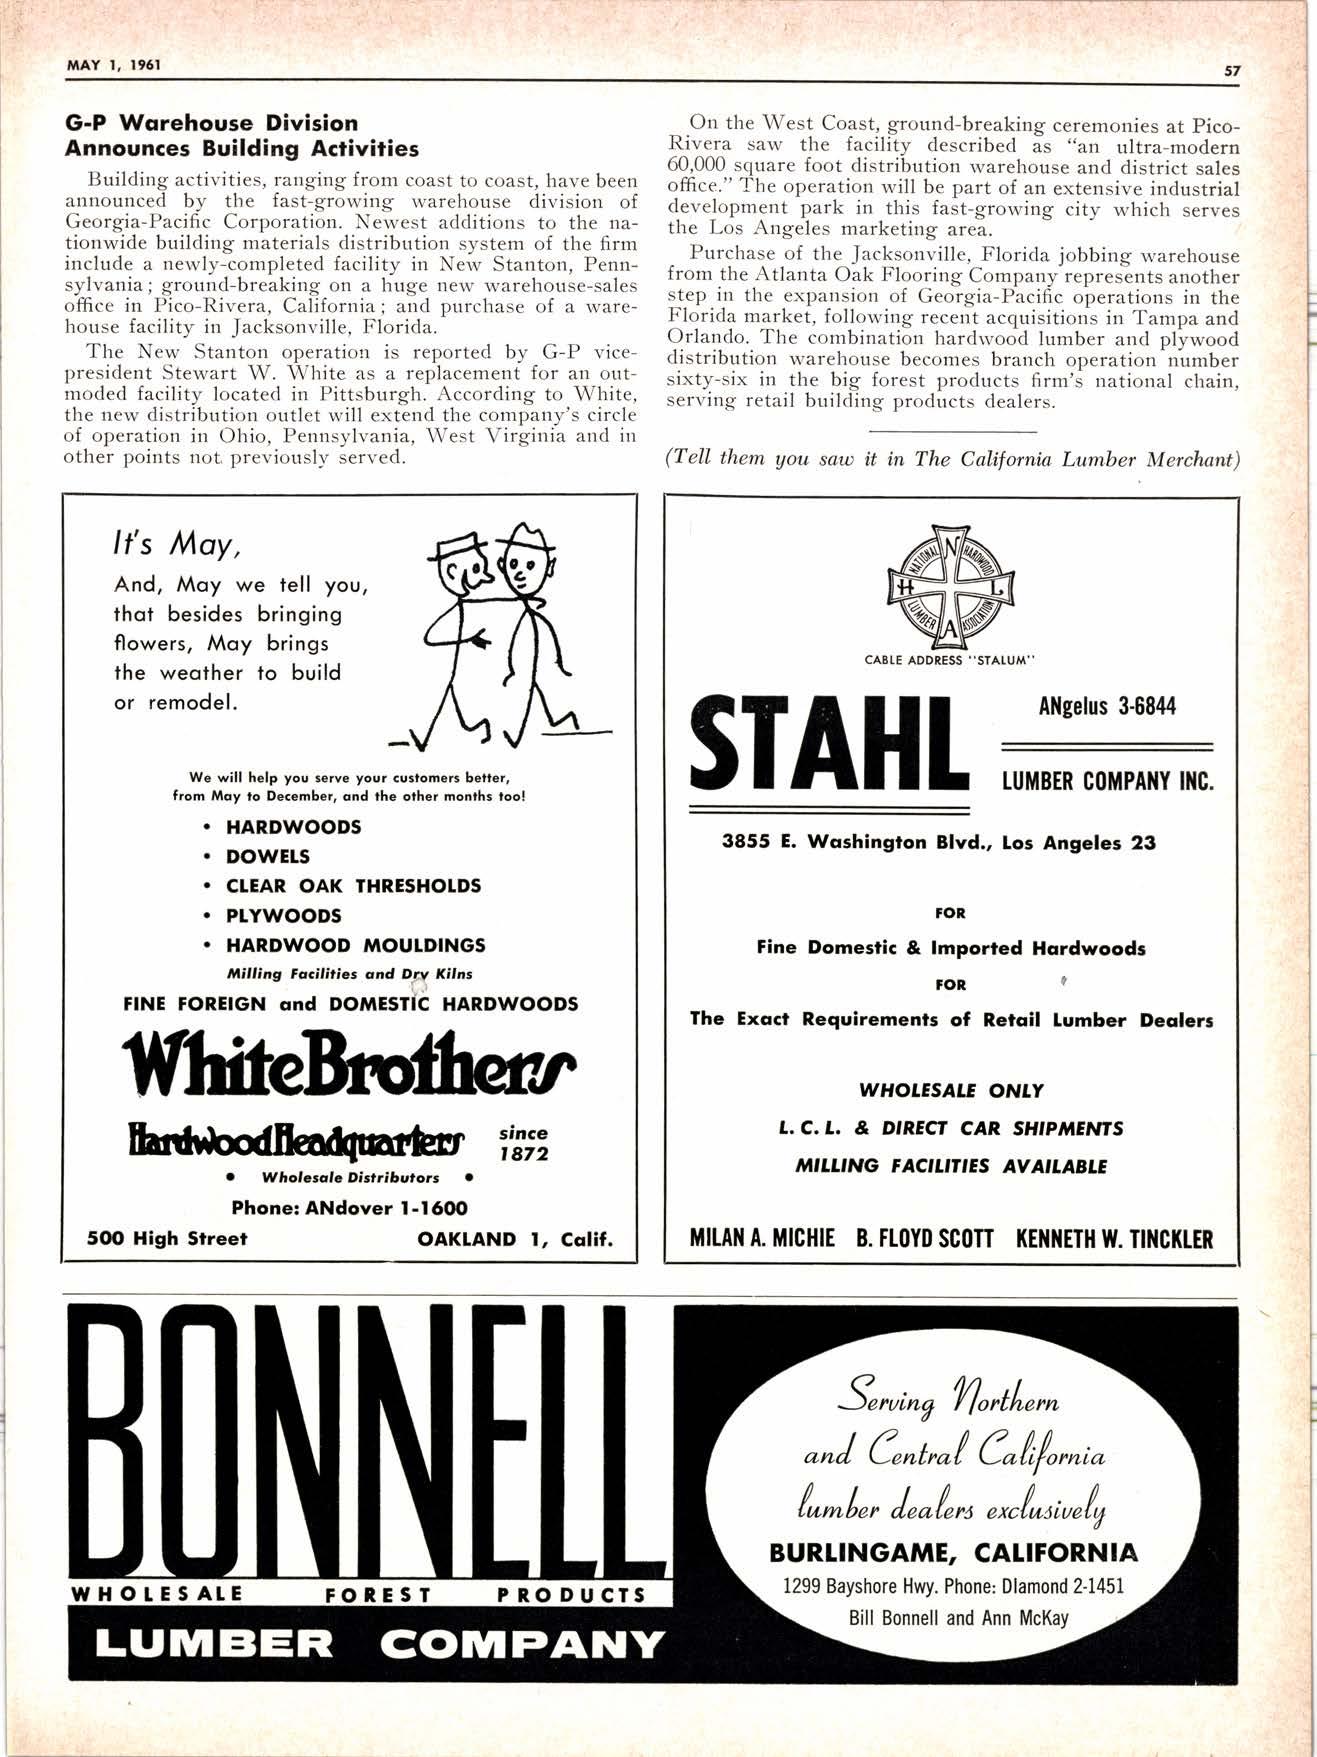 MAY 1, 1961
57
G-P Warehouse Division
Announces Building Activities
Building activities, ranging from coast to coast, have been
announced by the fast-growing warehouse division of
Georgia-Pacific Corporation. Newest additions to the na-
tionwide building materials distribution system of the firm
include a newly-completed facility in New Stanton, Penn-
sylvania; ground-breaking on a huge new warehouse-sales
office in Pico-Rivera, California; and purchase of a ware-
house facility in Jacksonville, Florida.
The New Stanton operation is reported by G-P vice-
president Stewart W. White as a replacement for an out-
moded facility located in Pittsburgh. According to White,
the new distribution outlet will extend the company's circle
of operation in Ohio, Pennsylvania, West Virginia and in
other points not previously served.
On the West Coast, ground-breaking ceremonies at Pico-
Rivera saw the facility described as "an ultra-modern
60,000 square foot distribution warehouse and district sales
office." The operation will be part of an extensive industrial
development park in this fast-growing city which serves
the Los Angeles marketing area.
Purchase of the Jacksonville, Florida jobbing warehouse
from the Atlanta Oak Flooring Company represents another
step in the expansion of Georgia-Pacific operations in the
Florida market, following recent acquisitions in Tampa and
Orlando. The combination hardwood lumber and plywood
distribution warehouse becomes branch operation number
sixty-six in the big forest products firm's national chain,
serving retail building products dealers.
(Tell them you saw it in The California Lumber Merchant)
It's May,
And, May we tell you,
that besides bringing
flowers, May brings
the weather to build
or remodel.
We will help you serve your customers better,
from May to December, and the other months too!
• HARDWOODS
• DOWELS
• CLEAR OAK THRESHOLDS
• PLYWOODS
• HARDWOOD MOULDINGS
Milling Facilities and Dry Kilns
FINE FOREIGN and DOMESTIC HARDWOODS
WhiteBrothers
HardwoodHeadquarters
since
1872
• Wholesale Distributors •
Phone: ANdover 1-1600
500 High Street OAKLAND 1, Calif.
NATIONAL HARDWOOD
LUMBER ASSOCIATION
N
H L
A
CABLE ADDRESS "STALUM"
STAHL
ANgelus 3-6844
LUMBER COMPANY INC.
3855 E. Washington Blvd., Los Angeles 23
FOR
Fine Domestic & Imported Hardwoods
FOR
The Exact Requirements of Retail Lumber Dealers
WHOLESALE ONLY
L. C. L. & DIRECT CAR SHIPMENTS
MILLING FACILITIES AVAILABLE
MILAN A. MICHIE B. FLOYD SCOTT KENNETH W. TINCKLER
BONNELL
WHOLESALE FOREST PRODUCTS
LUMBER COMPANY
Serving Northern
and Central California
lumber dealers exclusively
BURLINGAME, CALIFORNIA
1299 Bayshore Hwy. Phone: DIamond 2-1451
Bill Bonnell and Ann McKay